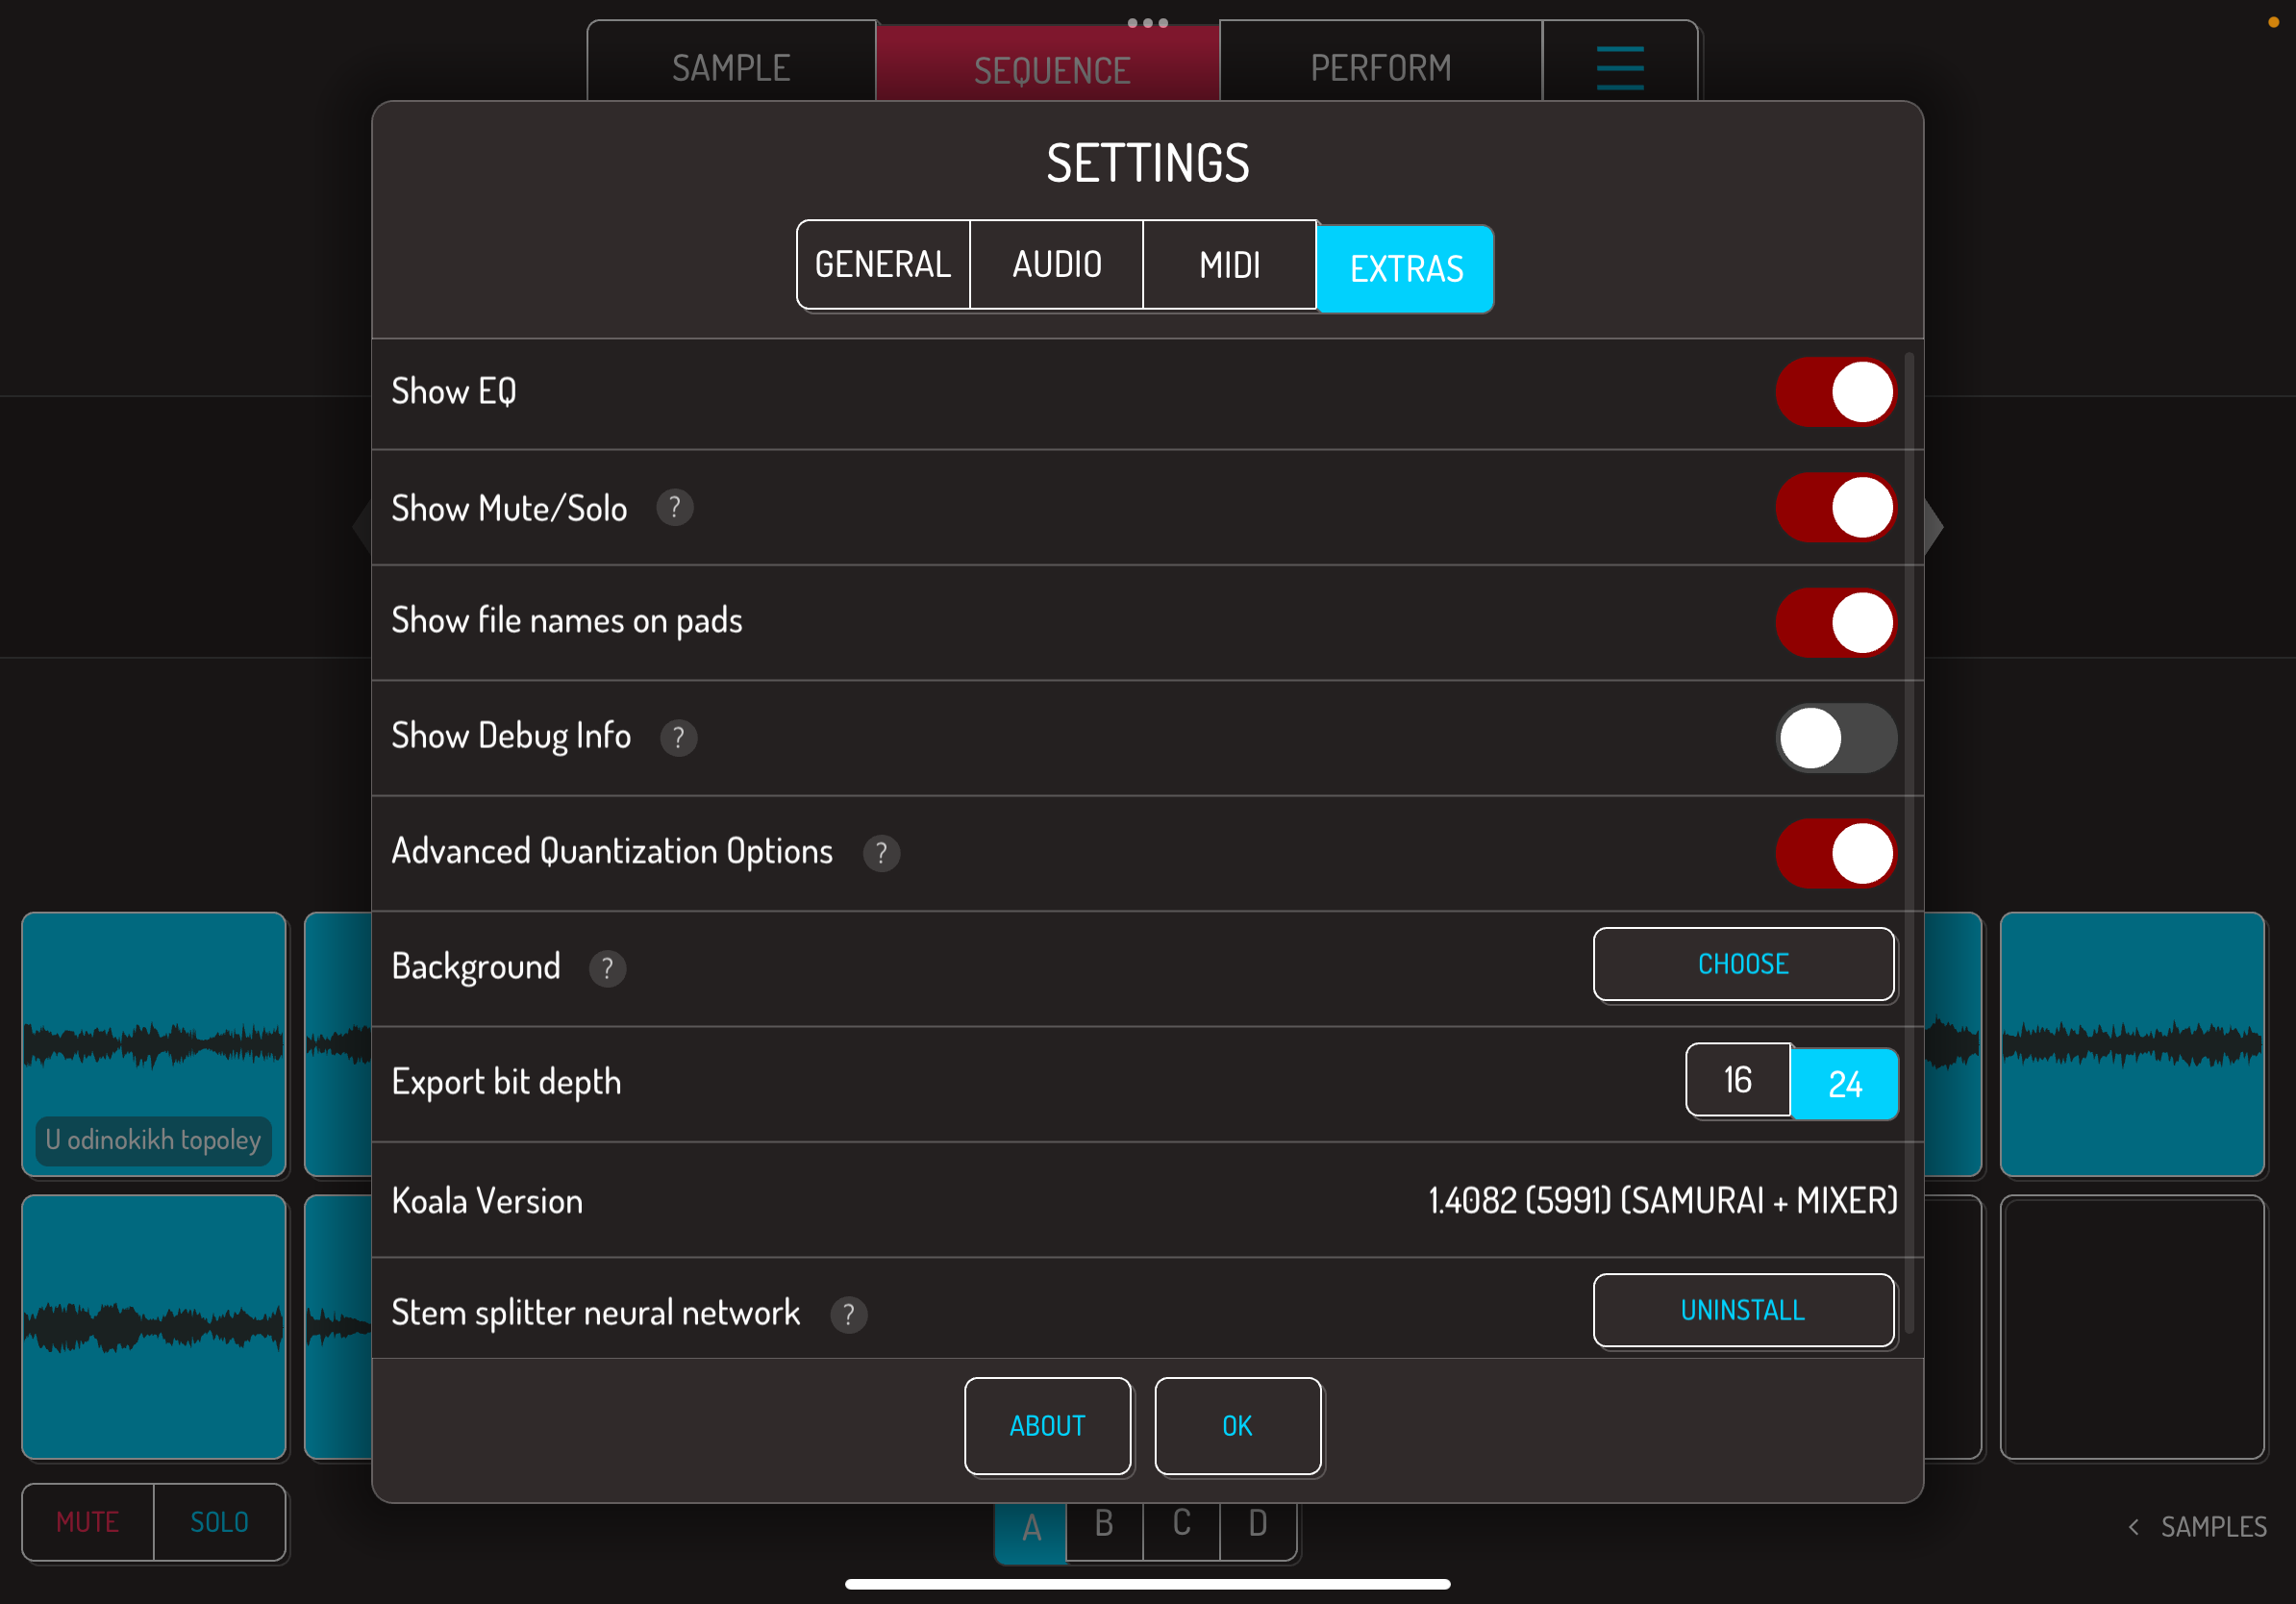 SAMPLE
SEQUENCE
PERFORM
SETTINGS
GENERAL
AUDIO
MIDI
EXTRAS
Show EQ
Show Mute/Solo ?
Show file names on pads
Show Debug Info ?
Advanced Quantization Options ?
Background ?
CHOOSE
Export bit depth
16
24
Koala Version
1.4082 (5991) (SAMURAI + MIXER)
Stem splitter neural network ?
UNINSTALL
ABOUT
OK
U odinokikh topoley
MUTE
SOLO
A
B
C
D
< SAMPLES